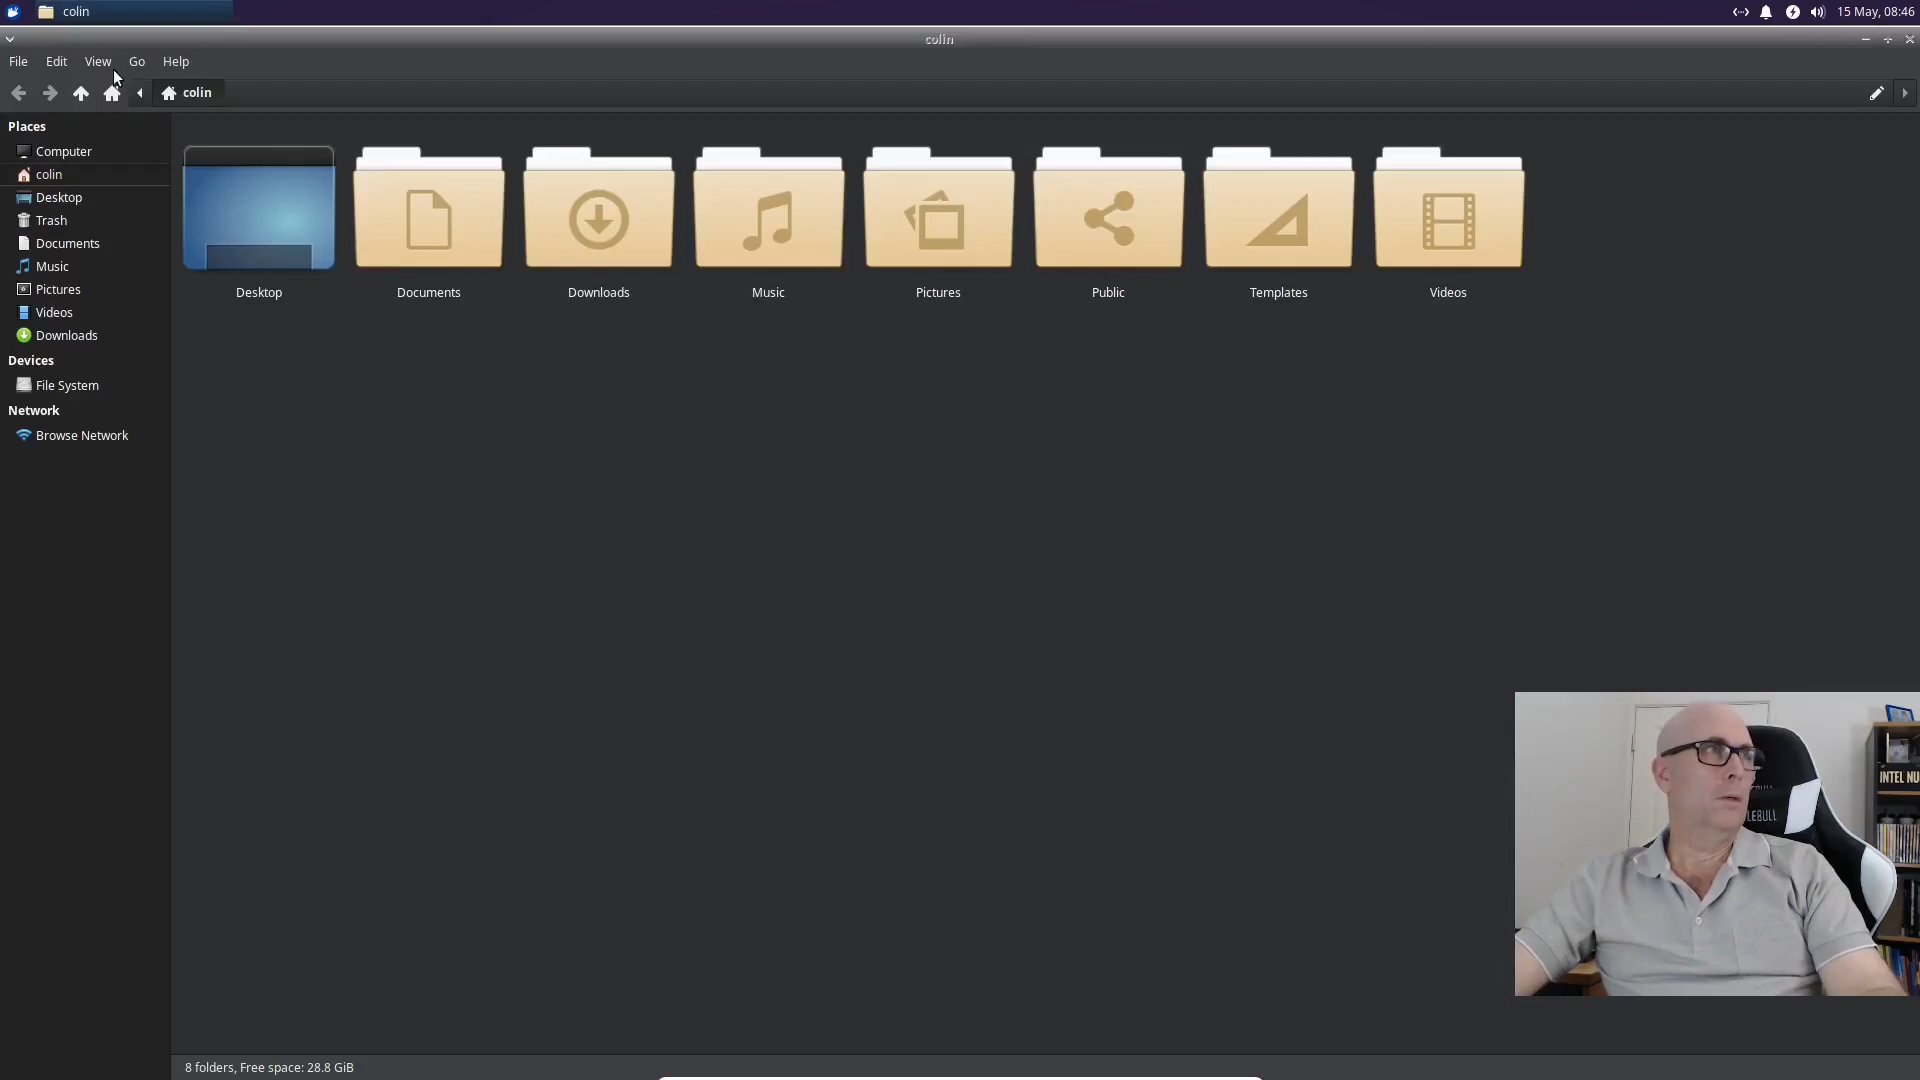 colin
15 May, 08:46
colin
File Edit View Go Help
colin
Places
Computer
colin
Desktop
Trash
Documents
Music
Pictures
Videos
Downloads
Devices
File System
Network
Browse Network
Desktop Documents Downloads Music Pictures Public Templates Videos
INTEL NU
LEBULL
8 folders, Free space: 28.8 GiB